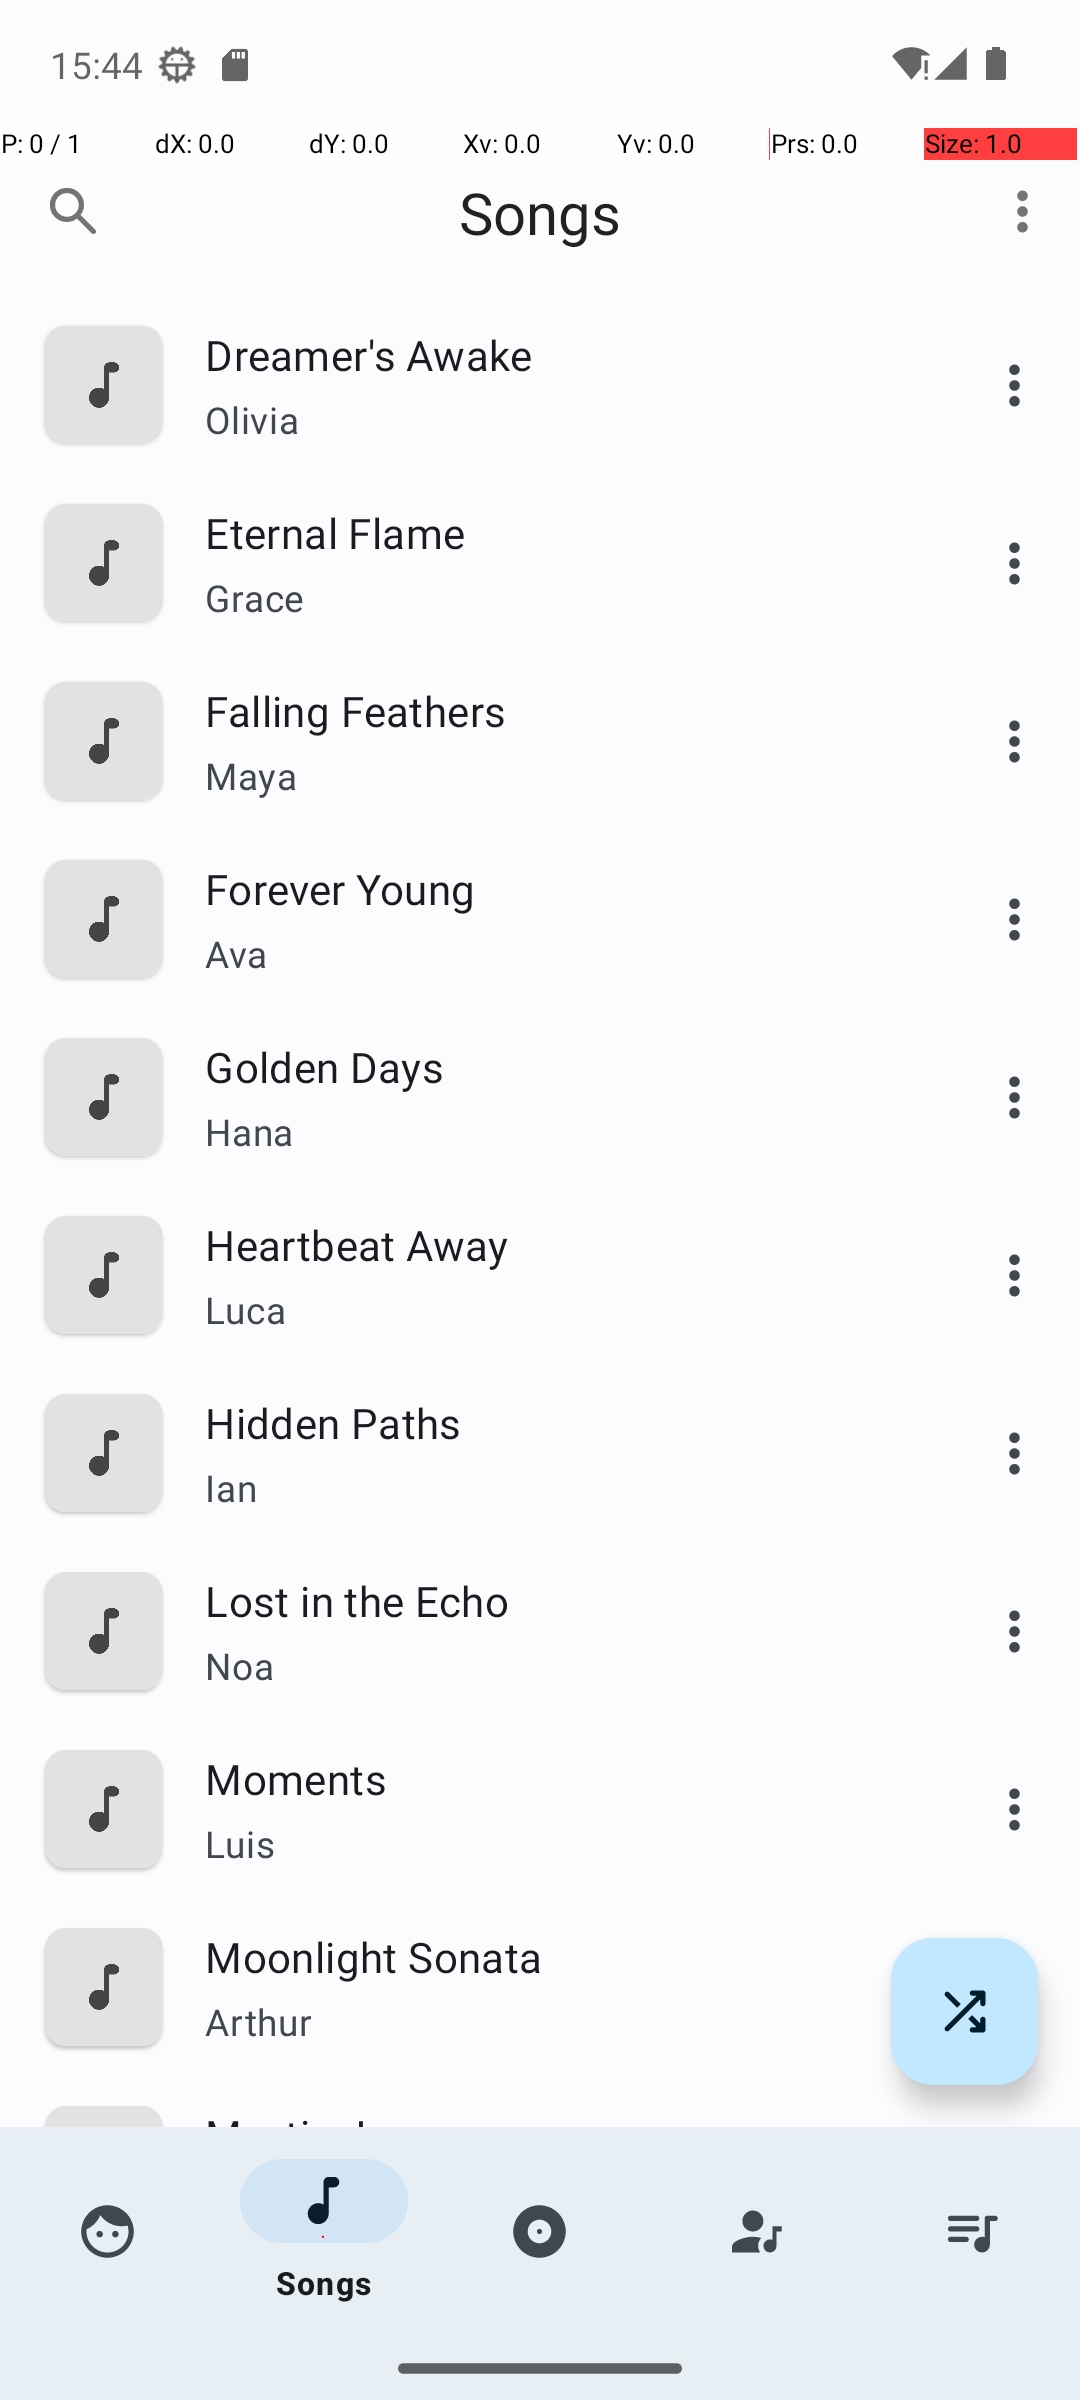 15:44
P: 0 / 1 dX: 0.0 dY: 0.0 Xv: 0.0 Yv: 0.0 Prs: 0.0 Size: 1.0
Songs
Dreamer's Awake
Olivia
Eternal Flame
Grace
Falling Feathers
Maya
Forever Young
Ava
Golden Days
Hana
Heartbeat Away
Luca
Hidden Paths
Ian
Lost in the Echo
Noa
Moments
Luis
Moonlight Sonata
Arthur
Songs